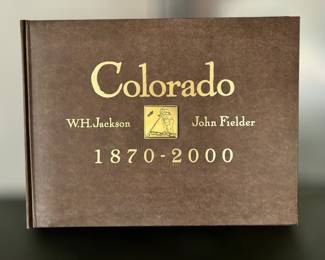 Colorado
W.H.Jackson John Fielder
1870-2000